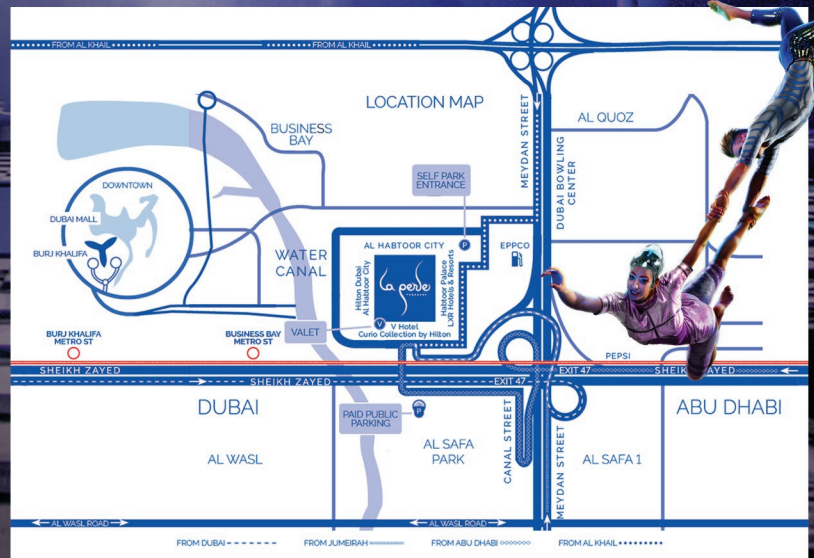 FROM AL KHAIL
FROM AL KHAIL
LOCATION MAP
MEYDAN STREET
DUBAI BOWLING
CENTER
AL QUOZ
BUSINESS
BAY
SELF PARK
ENTRANCE
DOWNTOWN
DUBAI MALL
BURJ KHALIFA
WATER
CANAL
AL HABTOOR CITY
P
EPPCO
Hilton Dubai
Al Habtoor City
la perle
Habtoor Palace
LXR Hotels & Resorts
VALET
V
V Hotel
Curio Collection by Hilton
BURJ KHALIFA
METRO ST
BUSINESS BAY
METRO ST
PEPSI
SHEIKH ZAYED
EXIT 47
SHEIKH ZAYED
SHEIKH ZAYED
EXIT 47
DUBAI
ABU DHABI
PAID PUBLIC
PARKING
P
AL WASL
AL SAFA
PARK
CANAL STREET
MEYDAN STREET
AL SAFA 1
AL WASL ROAD
AL WASL ROAD
FROM DUBAI
FROM JUMEIRAH
FROM ABU DHABI
FROM AL KHAIL